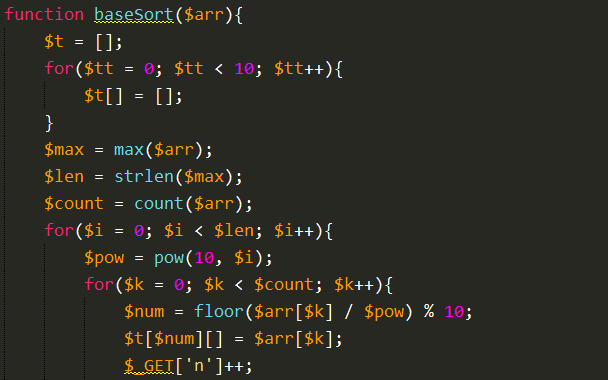 function baseSort($arr){
    $t = [];
    for($tt = 0; $tt < 10; $tt++){
        $t[] = [];
    }
    $max = max($arr);
    $len = strlen($max);
    $count = count($arr);
    for($i = 0; $i < $len; $i++){
        $pow = pow(10, $i);
        for($k = 0; $k < $count; $k++){
            $num = floor($arr[$k] / $pow) % 10;
            $t[$num][] = $arr[$k];
            $_GET['n']++;